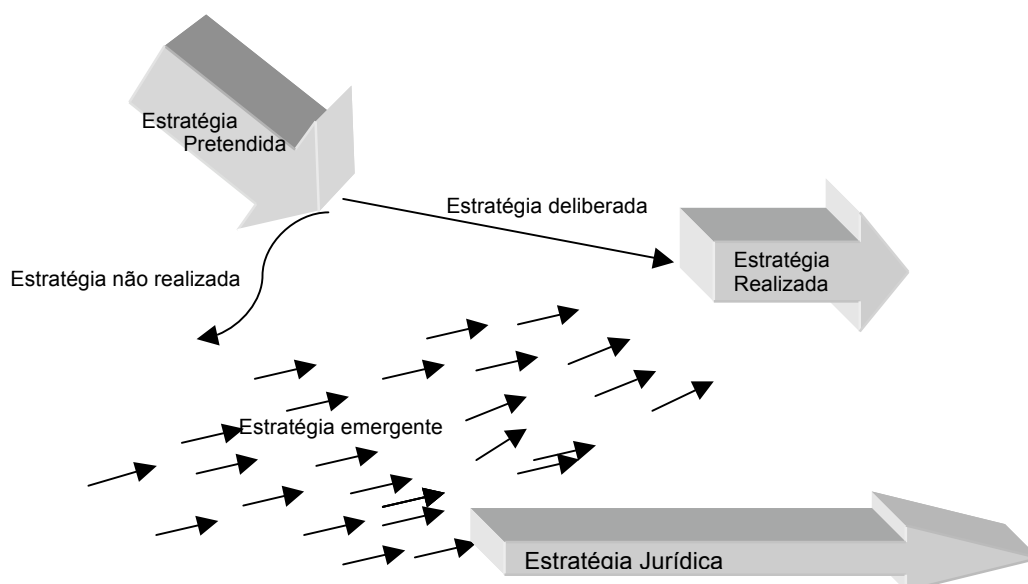 Estratégia
Pretendida
Estratégia deliberada
Estratégia não realizada
Estratégia
Realizada
Estratégia emergente
Estratégia Jurídica